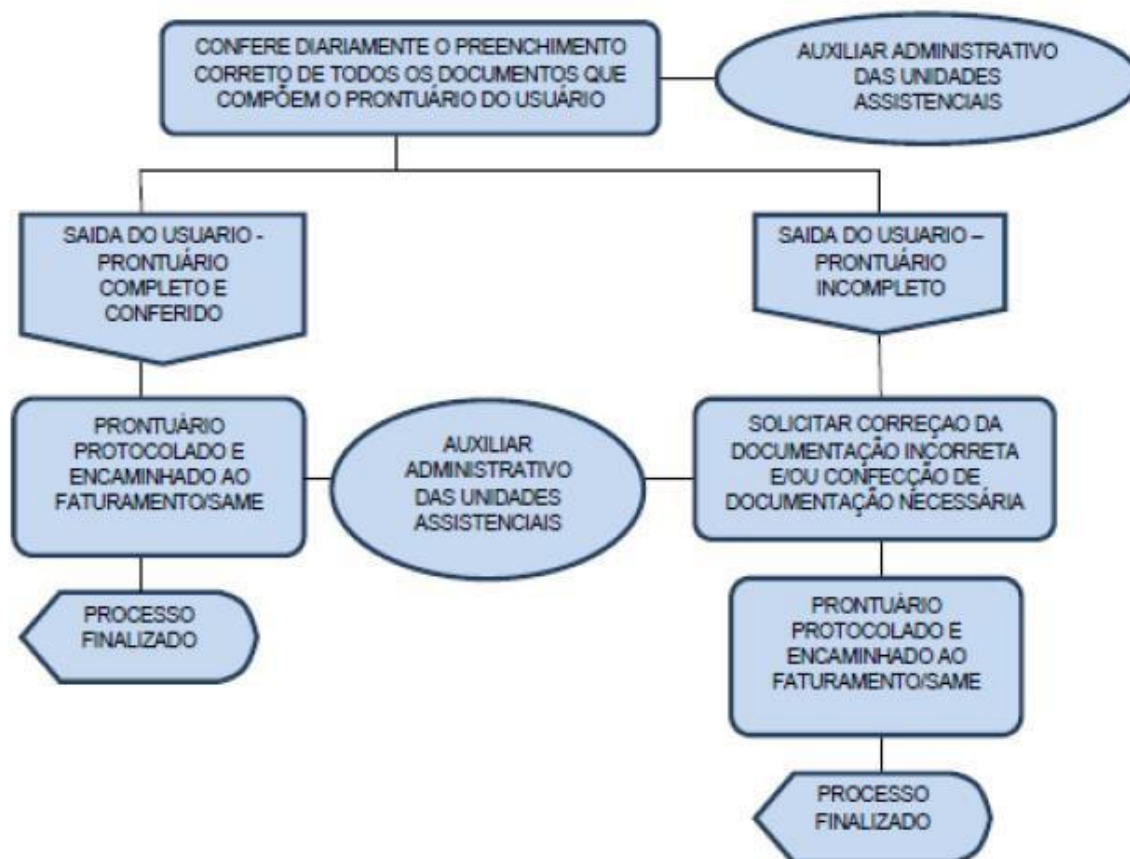 CONFERE DIARIAMENTE O PREENCHIMENTO
CORRETO DE TODOS OS DOCUMENTOS QUE
COMPÕEM O PRONTUÁRIO DO USUÁRIO
AUXILIAR ADMINISTRATIVO
DAS UNIDADES
ASSISTENCIAIS
SAIDA DO USUARIO -
PRONTUÁRIO
COMPLETO E
CONFERIDO
SAIDA DO USUARIO –
PRONTUÁRIO
INCOMPLETO
PRONTUÁRIO
PROTOCOLADO E
ENCAMINHADO AO
FATURAMENTO/SAME
AUXILIAR
ADMINISTRATIVO
DAS UNIDADES
ASSISTENCIAIS
SOLICITAR CORREÇAO DA
DOCUMENTAÇÃO INCORRETA
E/OU CONFECÇÃO DE
DOCUMENTAÇÃO NECESSÁRIA
PROCESSO
FINALIZADO
PRONTUÁRIO
PROTOCOLADO E
ENCAMINHADO AO
FATURAMENTO/SAME
PROCESSO
FINALIZADO